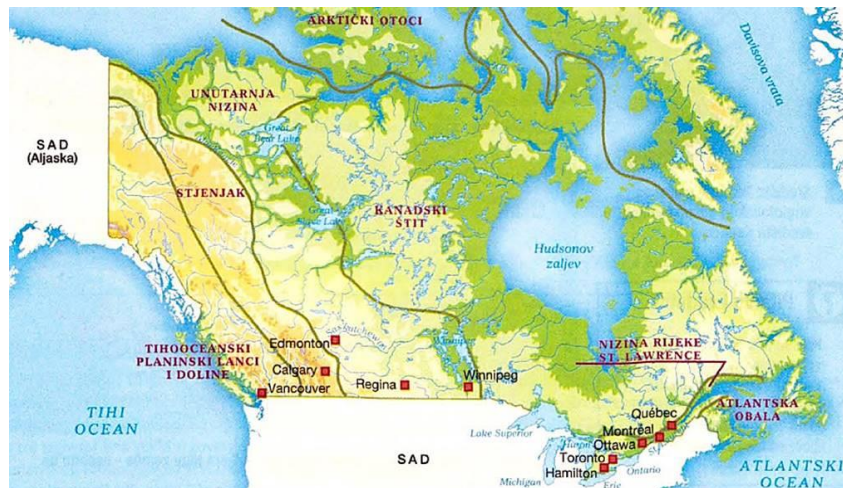 ARKTIČKI OTOCI
Davisova vrata
UNUTARNJA
NIZINA
Great
Bear Lake
SAD
(Aljaska)
STJENJAK
KANADSKI
ŠTIT
Great
Slave Lake
Hudsonov
zaljev
TIHOOCEANSKI
PLANINSKI LANCI
I DOLINE
Edmonton
Saskatchewan
Winnipeg
NIZINA RIJEKE
ST. LAWRENCE
Calgary
Vancouver
Regina
Winnipeg
TIHI
OCEAN
Québec
ATLANTSKA
OBALA
Lake Superior
Huron
Montréal
Ottawa
SAD
Toronto
Hamilton
Ontario
Michigan
Erie
ATLANTSKI
OCEAN